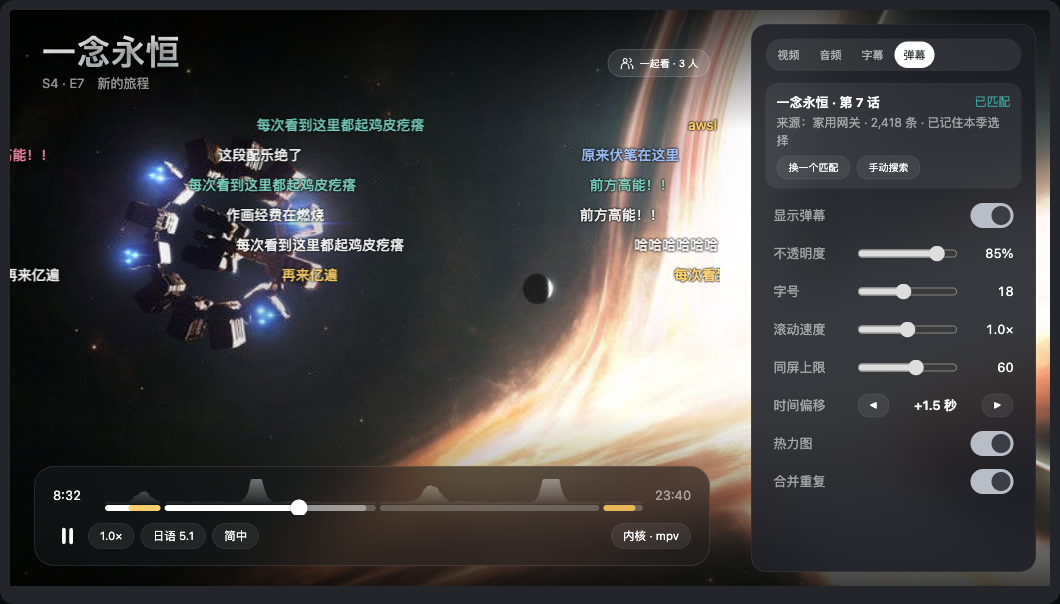 一念永恒
S4 · E7 新的旅程
一起看 · 3 人
每次看到这里都起鸡皮疙瘩
awsl
高能！！
这段配乐绝了
原来伏笔在这里
每次看到这里都起鸡皮疙瘩
前方高能！！
作画经费在燃烧
前方高能！！
每次看到这里都起鸡皮疙瘩
哈哈哈哈哈哈
再来亿遍
再来亿遍
每次看
8:32
23:40
1.0×
日语 5.1
简中
内核 · mpv
视频
音频
字幕
弹幕
一念永恒 · 第 7 话
已匹配
来源：家用网关 · 2,418 条 · 已记住本季选
择
换一个匹配
手动搜索
显示弹幕
不透明度
85%
字号
18
滚动速度
1.0×
同屏上限
60
时间偏移
◄
+1.5 秒
►
热力图
合并重复